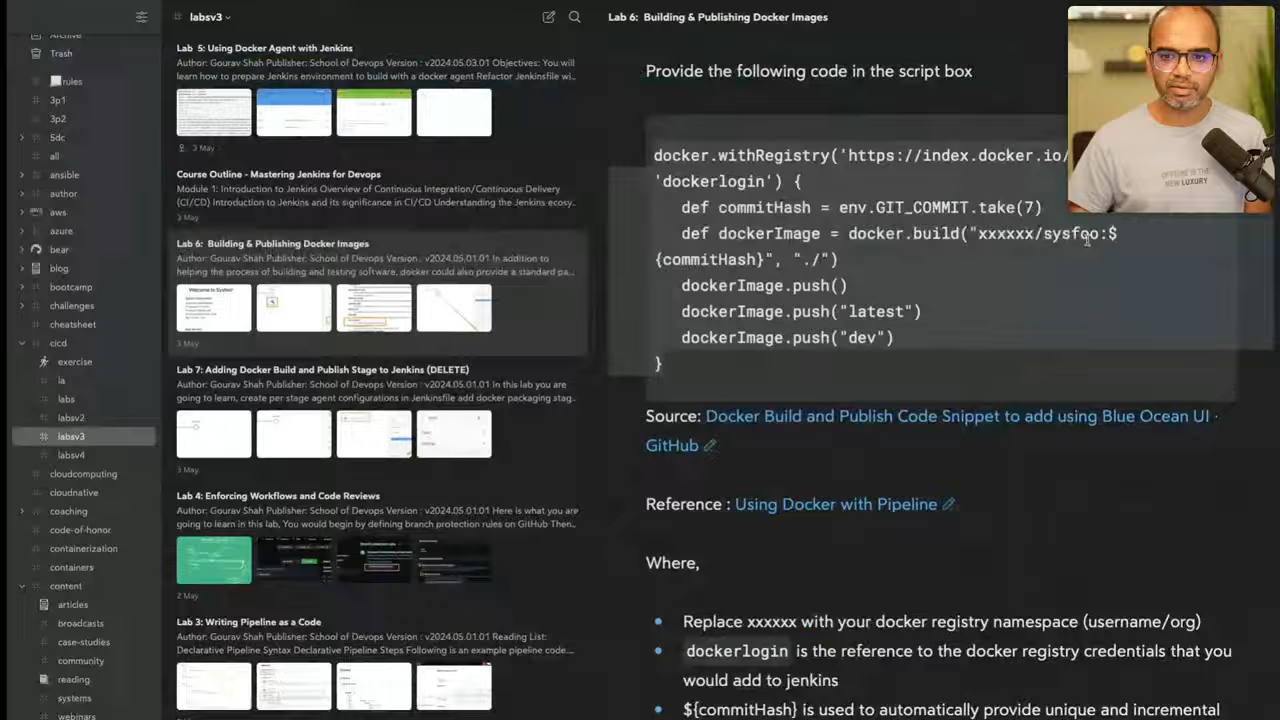 Archive
Trash
rules
3p1
3p2
5dc
all
ansible
author
aws
azure
bear
blog
bootcamp
challenges
cheatsheet
cicd
exercise
la
labs
labsv2
labsv3
labsv4
cloudcomputing
cloudnative
coaching
code-of-honor
containerization
containers
content
articles
broadcasts
case-studies
community
reading
systems
webinars
labsv3
Lab 5: Using Docker Agent with Jenkins
Author: Gourav Shah Publisher: School of Devops Version : v2024.05.03.01 Objectives: You will
learn how to prepare Jenkins environment to build with a docker agent Refactor Jenkinsfile wi...
3 May
Course Outline - Mastering Jenkins for Devops
Module 1: Introduction to Jenkins Overview of Continuous Integration/Continuous Delivery
(CI/CD) Introduction to Jenkins and its significance in CI/CD Understanding the Jenkins ecosy...
3 May
Lab 6: Building & Publishing Docker Images
Author: Gourav Shah Publisher: School of Devops Version : v2024.05.01.01 In addition to
helping the process of building and testing software, docker could also provide a standard pa...
Welcome to Sysfoo!
3 May
Lab 7: Adding Docker Build and Publish Stage to Jenkins (DELETE)
Author: Gourav Shah Publisher: School of Devops Version : v2024.05.01.01 In this lab you are
going to learn, create per stage agent configurations in Jenkinsfile add docker packaging stag...
3 May
Lab 4: Enforcing Workflows and Code Reviews
Author: Gourav Shah Publisher: School of Devops Version : v2024.05.01.01 Here is what you are
going to learn in this lab, You would begin by defining branch protection rules on GitHub Then...
2 May
Lab 3: Writing Pipeline as a Code
Author: Gourav Shah Publisher: School of Devops Version : v2024.05.01.01 Reading List:
Declarative Pipeline Syntax Declarative Pipeline Steps Following is an example pipeline code...
Lab 6: Building & Publishing Docker Images
Provide the following code in the script box
docker.withRegistry('https://index.docker.io/
'dockerlogin') {
def commitHash = env.GIT_COMMIT.take(7)
def dockerImage = docker.build("xxxxxx/sysfoo:$
{commitHash}", "./")
dockerImage.push()
dockerImage.push("latest")
dockerImage.push("dev")
}
Source: Docker Build and Publish Code Snippet to add using Blue Ocean UI ·
GitHub
Reference : Using Docker with Pipeline
Where,
Replace xxxxxx with your docker registry namespace (username/org)
dockerlogin is the reference to the docker registry credentials that you
would add to jenkins
${commitHash} is used to automatically provide unique and incremental
OFFLINE IS THE
NEW LUXURY